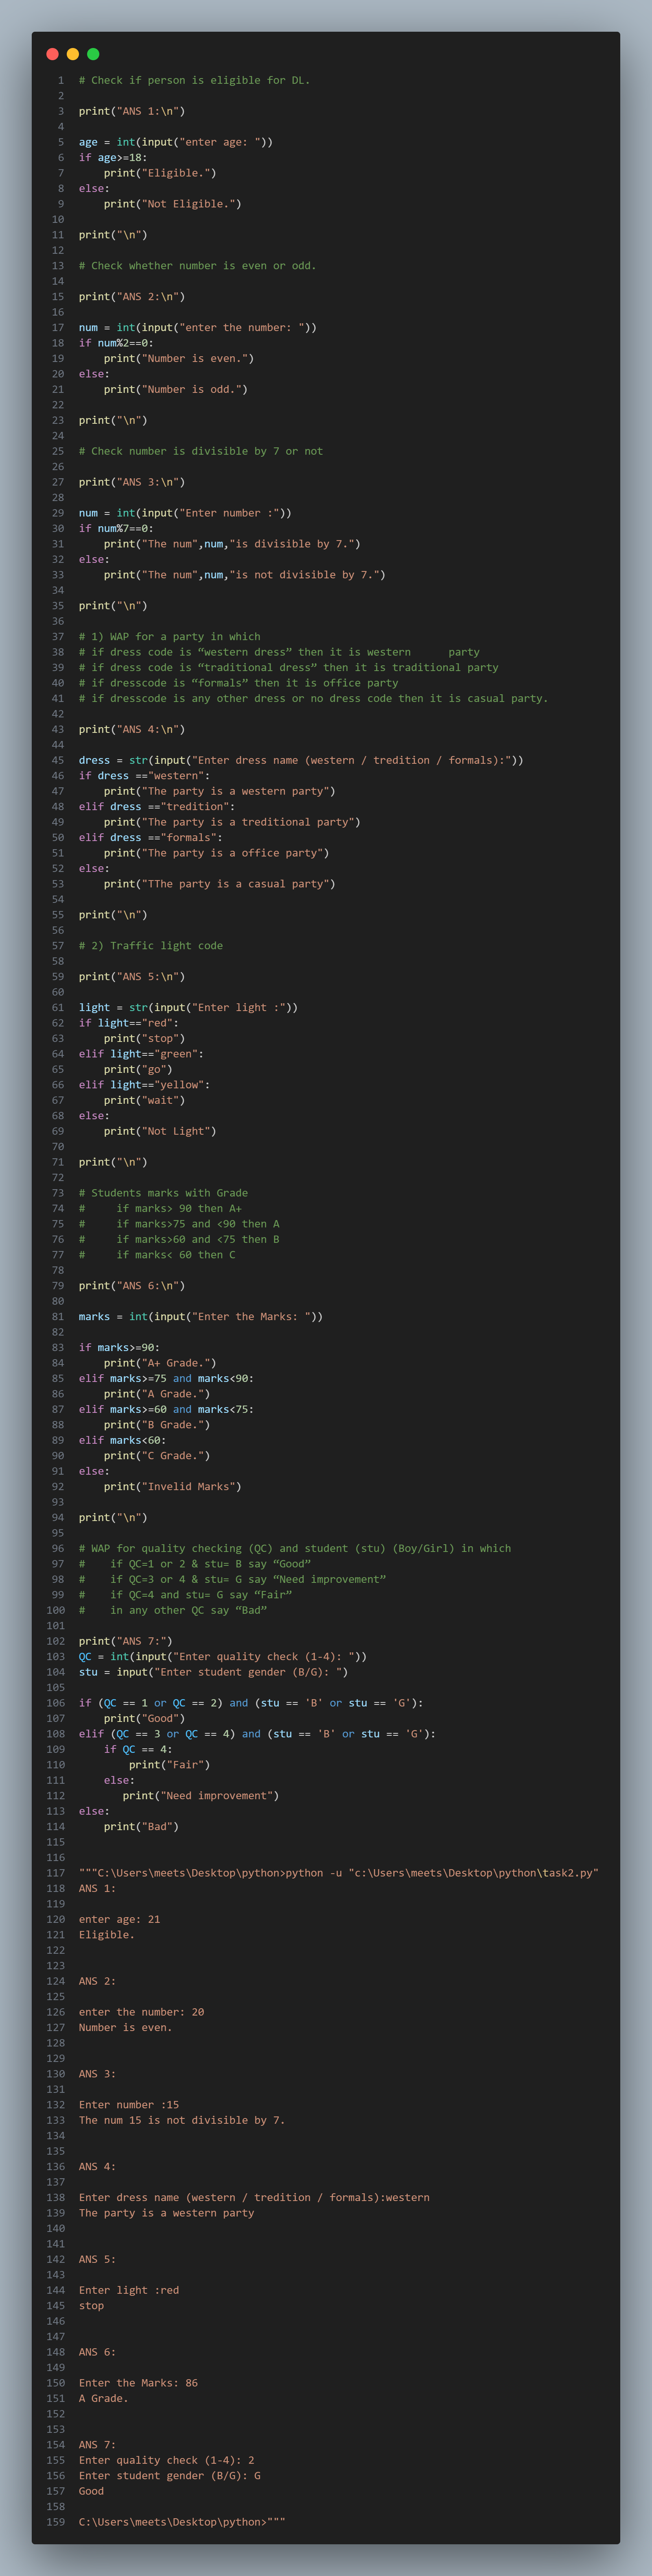 1 # Check if person is eligible for DL.
2
3 print("ANS 1:\n")
4
5 age = int(input("enter age: "))
6 if age>=18:
7     print("Eligible.")
8 else:
9     print("Not Eligible.")
10
11 print("\n")
12
13 # Check whether number is even or odd.
14
15 print("ANS 2:\n")
16
17 num = int(input("enter the number: "))
18 if num%2==0:
19     print("Number is even.")
20 else:
21     print("Number is odd.")
22
23 print("\n")
24
25 # Check number is divisible by 7 or not
26
27 print("ANS 3:\n")
28
29 num = int(input("Enter number :"))
30 if num%7==0:
31     print("The num",num,"is divisible by 7.")
32 else:
33     print("The num",num,"is not divisible by 7.")
34
35 print("\n")
36
37 # 1) WAP for a party in which
38 # if dress code is “western dress” then it is western      party
39 # if dress code is “traditional dress” then it is traditional party
40 # if dresscode is “formals” then it is office party
41 # if dresscode is any other dress or no dress code then it is casual party.
42
43 print("ANS 4:\n")
44
45 dress = str(input("Enter dress name (western / tredition / formals):"))
46 if dress =="western":
47     print("The party is a western party")
48 elif dress =="tredition":
49     print("The party is a treditional party")
50 elif dress =="formals":
51     print("The party is a office party")
52 else:
53     print("TThe party is a casual party")
54
55 print("\n")
56
57 # 2) Traffic light code
58
59 print("ANS 5:\n")
60
61 light = str(input("Enter light :"))
62 if light=="red":
63     print("stop")
64 elif light=="green":
65     print("go")
66 elif light=="yellow":
67     print("wait")
68 else:
69     print("Not Light")
70
71 print("\n")
72
73 # Students marks with Grade
74 #     if marks> 90 then A+
75 #     if marks>75 and <90 then A
76 #     if marks>60 and <75 then B
77 #     if marks< 60 then C
78
79 print("ANS 6:\n")
80
81 marks = int(input("Enter the Marks: "))
82
83 if marks>=90:
84     print("A+ Grade.")
85 elif marks>=75 and marks<90:
86     print("A Grade.")
87 elif marks>=60 and marks<75:
88     print("B Grade.")
89 elif marks<60:
90     print("C Grade.")
91 else:
92     print("Invelid Marks")
93
94 print("\n")
95
96 # WAP for quality checking (QC) and student (stu) (Boy/Girl) in which
97 #    if QC=1 or 2 & stu= B say “Good”
98 #    if QC=3 or 4 & stu= G say “Need improvement”
99 #    if QC=4 and stu= G say “Fair”
100 #    in any other QC say “Bad”
101
102 print("ANS 7:")
103 QC = int(input("Enter quality check (1-4): "))
104 stu = input("Enter student gender (B/G): ")
105
106 if (QC == 1 or QC == 2) and (stu == 'B' or stu == 'G'):
107     print("Good")
108 elif (QC == 3 or QC == 4) and (stu == 'B' or stu == 'G'):
109     if QC == 4:
110         print("Fair")
111     else:
112        print("Need improvement")
113 else:
114     print("Bad")
115
116
117 """C:\Users\meets\Desktop\python>python -u "c:\Users\meets\Desktop\python\task2.py"
118 ANS 1:
119
120 enter age: 21
121 Eligible.
122
123
124 ANS 2:
125
126 enter the number: 20
127 Number is even.
128
129
130 ANS 3:
131
132 Enter number :15
133 The num 15 is not divisible by 7.
134
135
136 ANS 4:
137
138 Enter dress name (western / tredition / formals):western
139 The party is a western party
140
141
142 ANS 5:
143
144 Enter light :red
145 stop
146
147
148 ANS 6:
149
150 Enter the Marks: 86
151 A Grade.
152
153
154 ANS 7:
155 Enter quality check (1-4): 2
156 Enter student gender (B/G): G
157 Good
158
159 C:\Users\meets\Desktop\python>"""